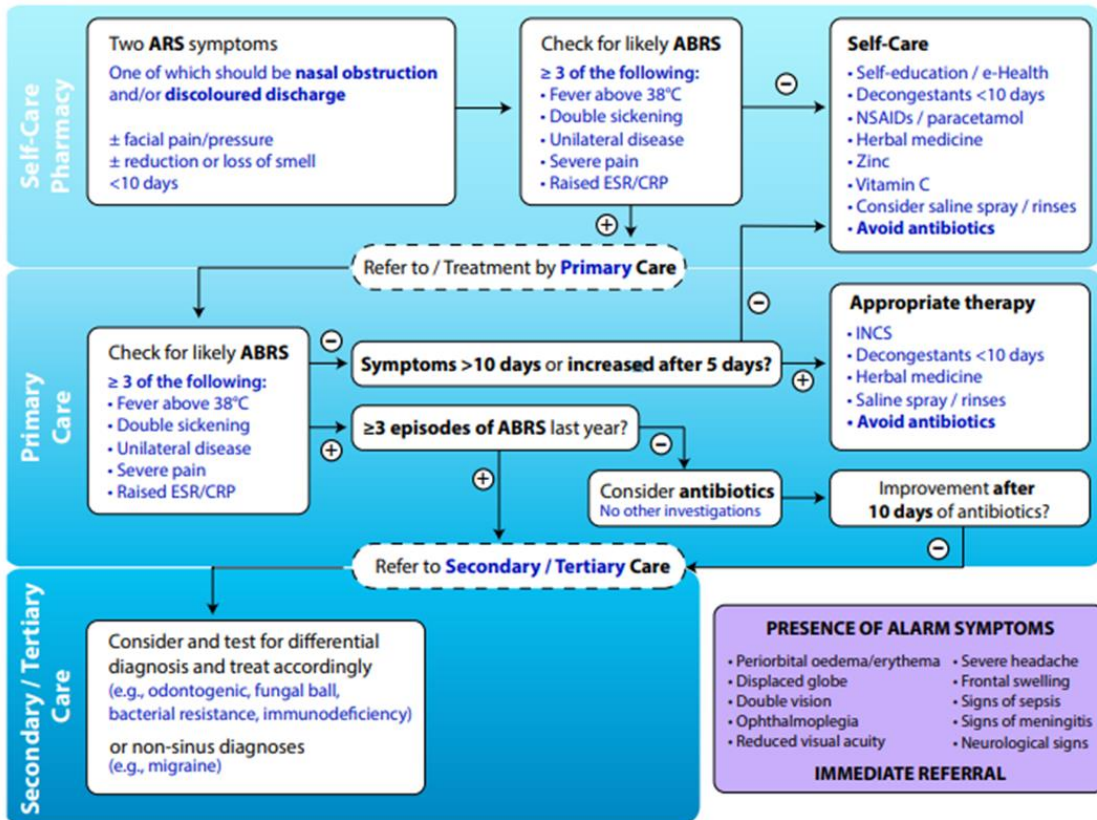 Self-Care
Pharmacy
Two ARS symptoms
One of which should be nasal obstruction
and/or discoloured discharge
± facial pain/pressure
± reduction or loss of smell
<10 days
Check for likely ABRS
≥ 3 of the following:
• Fever above 38°C
• Double sickening
• Unilateral disease
• Severe pain
• Raised ESR/CRP
−
+
Self-Care
• Self-education / e-Health
• Decongestants <10 days
• NSAIDs / paracetamol
• Herbal medicine
• Zinc
• Vitamin C
• Consider saline spray / rinses
• Avoid antibiotics
Refer to / Treatment by Primary Care
Primary
Care
Check for likely ABRS
≥ 3 of the following:
• Fever above 38°C
• Double sickening
• Unilateral disease
• Severe pain
• Raised ESR/CRP
−
Symptoms >10 days or increased after 5 days?
−
+
Appropriate therapy
• INCS
• Decongestants <10 days
• Herbal medicine
• Saline spray / rinses
• Avoid antibiotics
+
≥3 episodes of ABRS last year?
−
+
Consider antibiotics
No other investigations
Improvement after
10 days of antibiotics?
−
Refer to Secondary / Tertiary Care
Secondary / Tertiary
Care
Consider and test for differential
diagnosis and treat accordingly
(e.g., odontogenic, fungal ball,
bacterial resistance, immunodeficiency)
or non-sinus diagnoses
(e.g., migraine)
PRESENCE OF ALARM SYMPTOMS
• Periorbital oedema/erythema
• Displaced globe
• Double vision
• Ophthalmoplegia
• Reduced visual acuity
• Severe headache
• Frontal swelling
• Signs of sepsis
• Signs of meningitis
• Neurological signs
IMMEDIATE REFERRAL